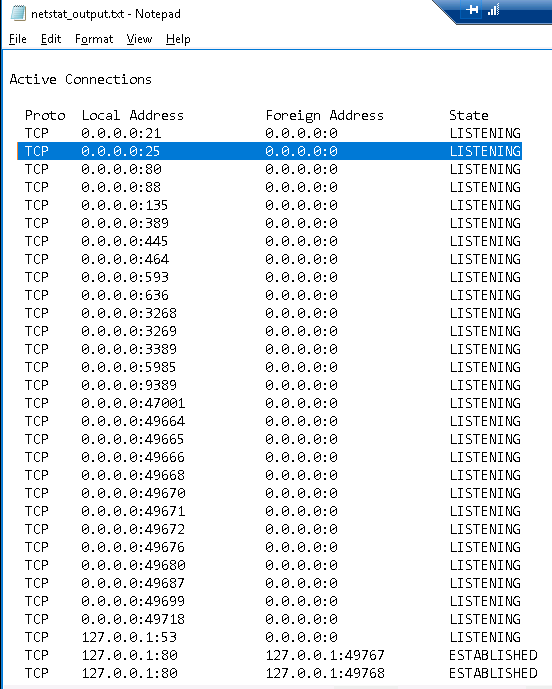 netstat_output.txt - Notepad
File Edit Format View Help
Active Connections
Proto Local Address Foreign Address State
TCP 0.0.0.0:21 0.0.0.0:0 LISTENING
TCP 0.0.0.0:25 0.0.0.0:0 LISTENING
TCP 0.0.0.0:80 0.0.0.0:0 LISTENING
TCP 0.0.0.0:88 0.0.0.0:0 LISTENING
TCP 0.0.0.0:135 0.0.0.0:0 LISTENING
TCP 0.0.0.0:389 0.0.0.0:0 LISTENING
TCP 0.0.0.0:445 0.0.0.0:0 LISTENING
TCP 0.0.0.0:464 0.0.0.0:0 LISTENING
TCP 0.0.0.0:593 0.0.0.0:0 LISTENING
TCP 0.0.0.0:636 0.0.0.0:0 LISTENING
TCP 0.0.0.0:3268 0.0.0.0:0 LISTENING
TCP 0.0.0.0:3269 0.0.0.0:0 LISTENING
TCP 0.0.0.0:3389 0.0.0.0:0 LISTENING
TCP 0.0.0.0:5985 0.0.0.0:0 LISTENING
TCP 0.0.0.0:9389 0.0.0.0:0 LISTENING
TCP 0.0.0.0:47001 0.0.0.0:0 LISTENING
TCP 0.0.0.0:49664 0.0.0.0:0 LISTENING
TCP 0.0.0.0:49665 0.0.0.0:0 LISTENING
TCP 0.0.0.0:49666 0.0.0.0:0 LISTENING
TCP 0.0.0.0:49668 0.0.0.0:0 LISTENING
TCP 0.0.0.0:49670 0.0.0.0:0 LISTENING
TCP 0.0.0.0:49671 0.0.0.0:0 LISTENING
TCP 0.0.0.0:49672 0.0.0.0:0 LISTENING
TCP 0.0.0.0:49676 0.0.0.0:0 LISTENING
TCP 0.0.0.0:49680 0.0.0.0:0 LISTENING
TCP 0.0.0.0:49687 0.0.0.0:0 LISTENING
TCP 0.0.0.0:49699 0.0.0.0:0 LISTENING
TCP 0.0.0.0:49718 0.0.0.0:0 LISTENING
TCP 127.0.0.1:53 0.0.0.0:0 LISTENING
TCP 127.0.0.1:80 127.0.0.1:49767 ESTABLISHED
TCP 127.0.0.1:80 127.0.0.1:49768 ESTABLISHED